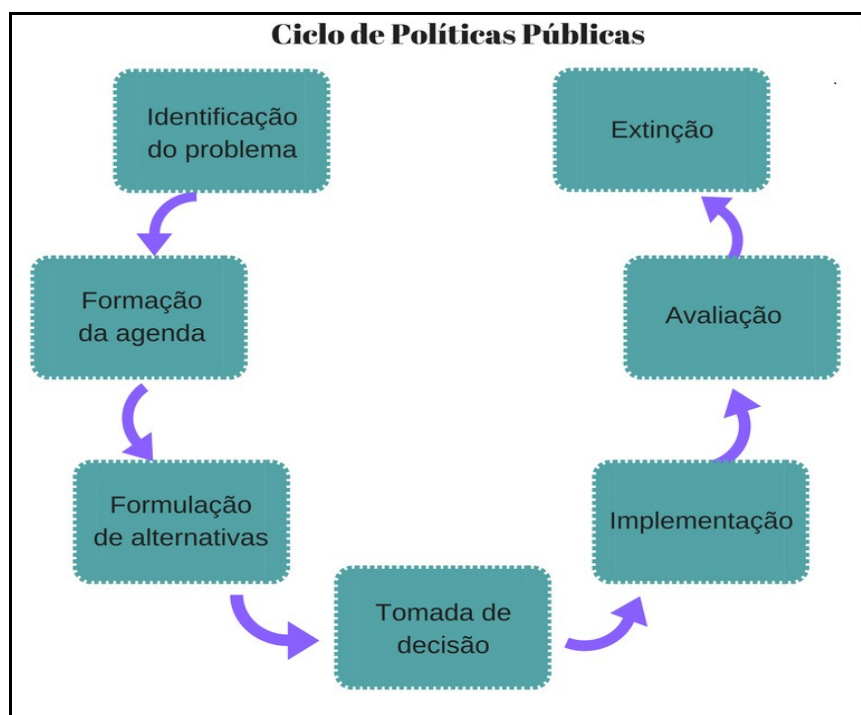 Ciclo de Políticas Públicas
Identificação
do problema
Formação
da agenda
Formulação
de alternativas
Tomada de
decisão
Implementação
Avaliação
Extinção